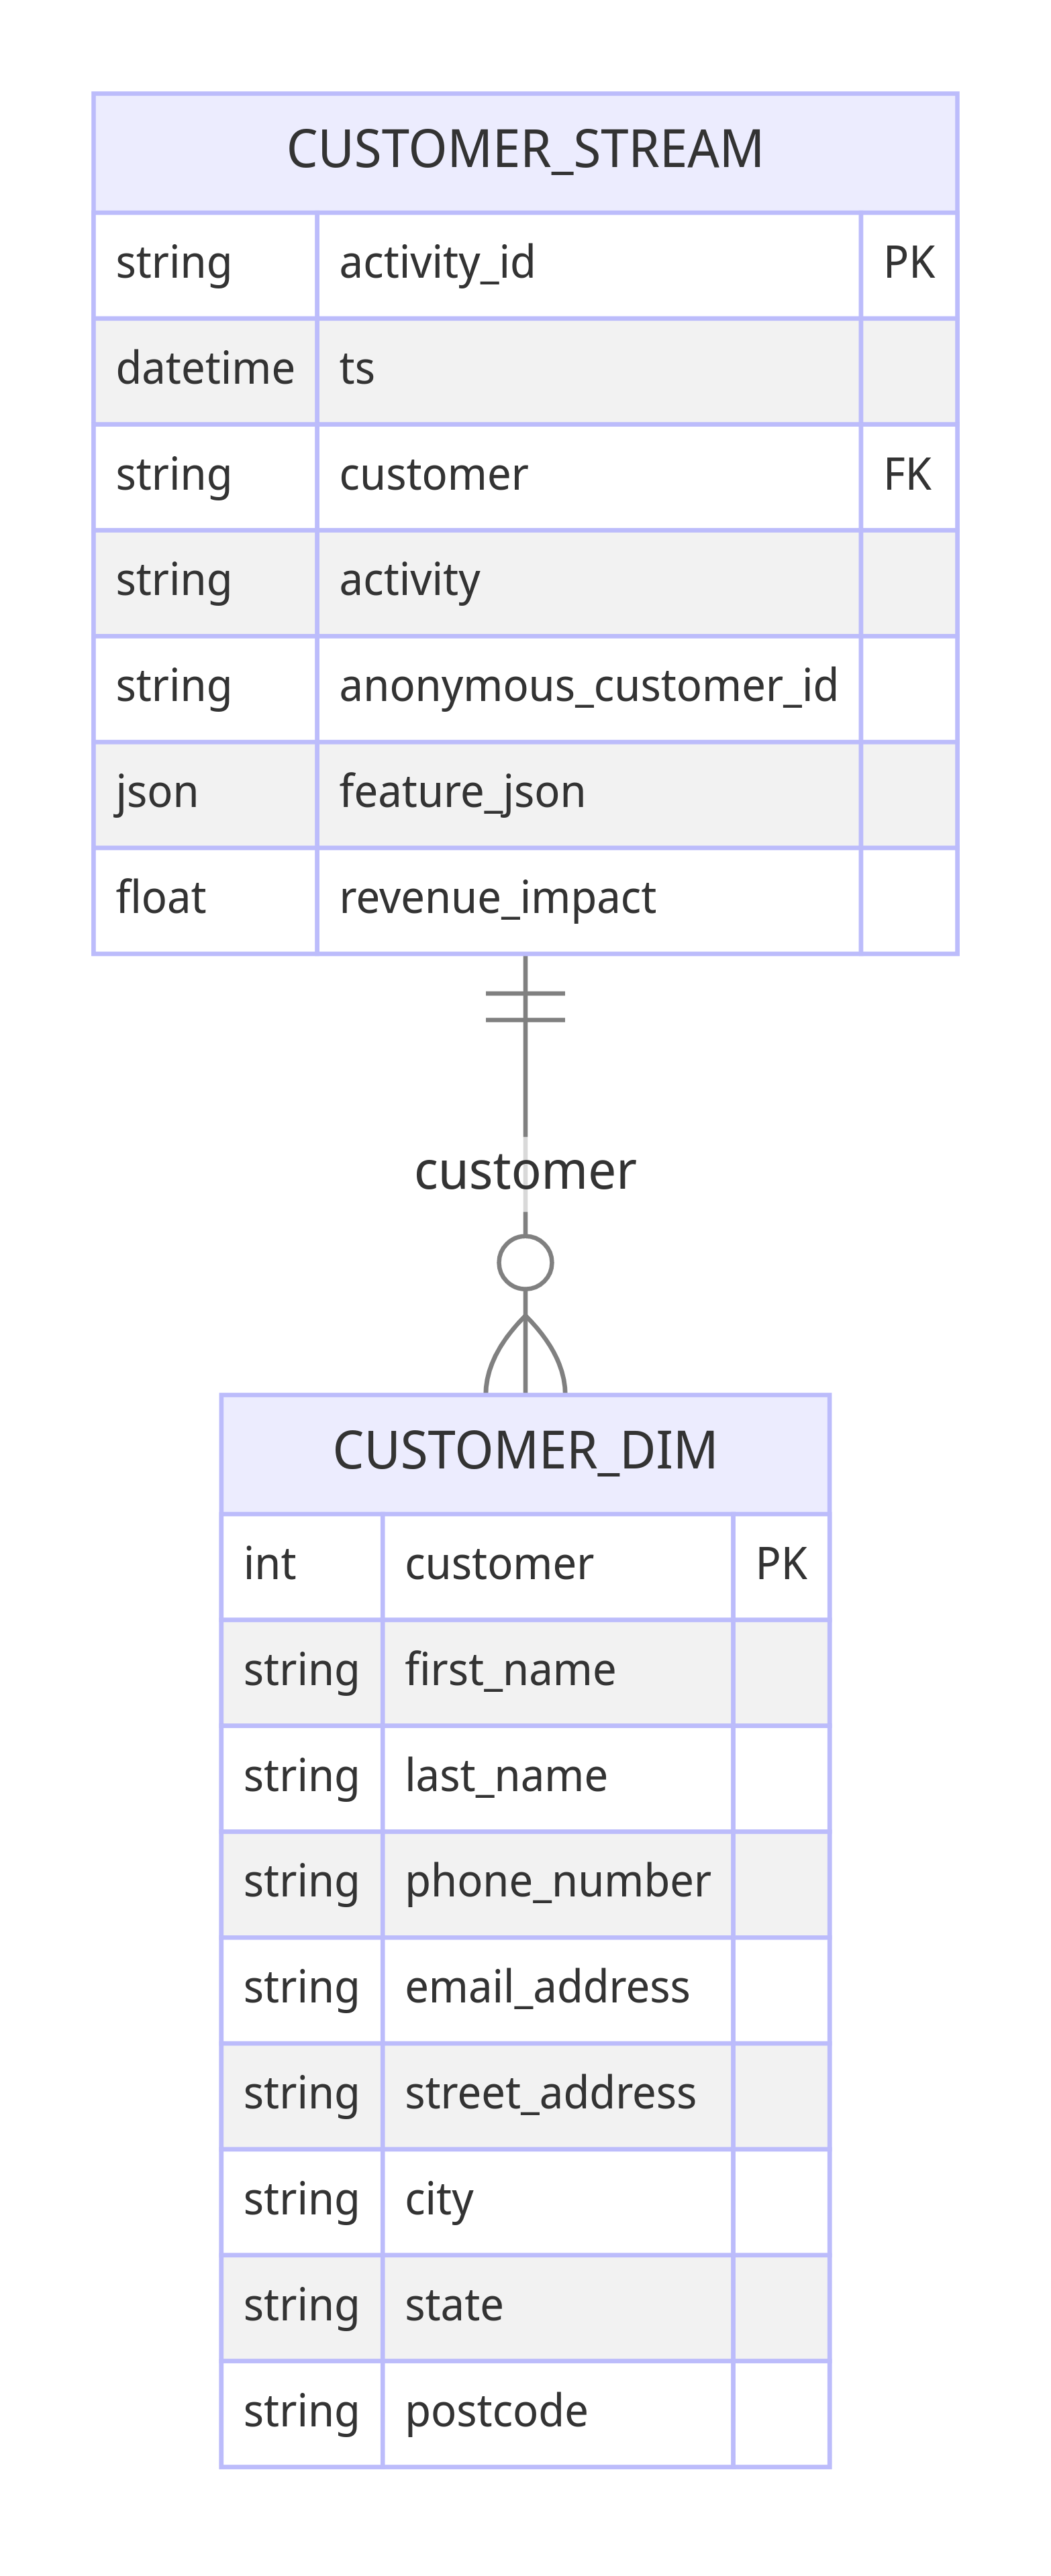 CUSTOMER_STREAM
string activity_id PK
datetime ts
string customer FK
string activity
string anonymous_customer_id
json feature_json
float revenue_impact
customer
CUSTOMER_DIM
int customer PK
string first_name
string last_name
string phone_number
string email_address
string street_address
string city
string state
string postcode